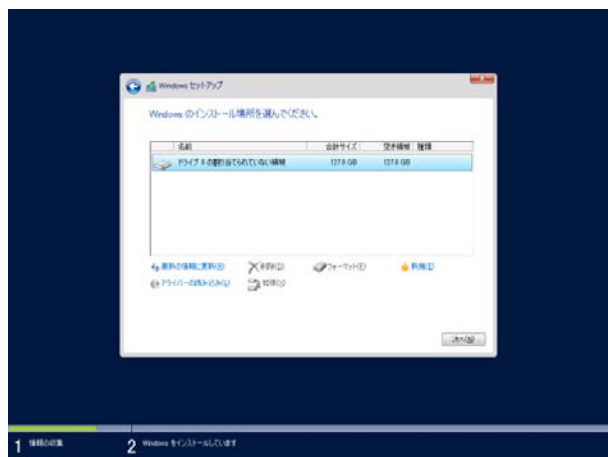 Windows セットアップ
Windows のインストール場所を選んでください。
名前 合計サイズ 空き領域 種類
ドライブ 0 の割り当てられていない領域 127.0 GB 127.0 GB
最新の情報に更新(R) 削除(D) フォーマット(F) 新規(E)
ドライバーの読み込み(L) 拡張(X)
次へ(N)
1 情報の収集 2 Windows をインストールしています